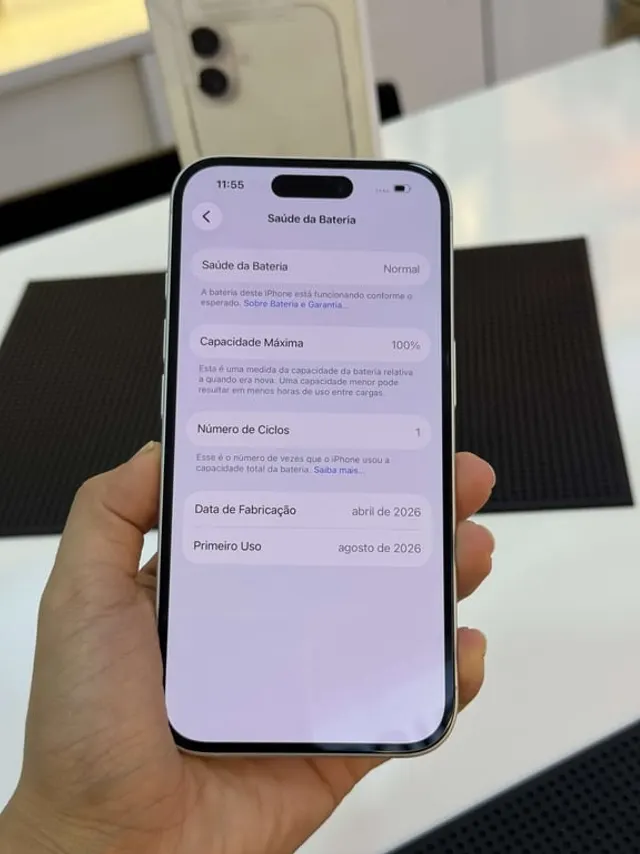 11:55
Saúde da Bateria
Saúde da Bateria Normal
A bateria deste iPhone está funcionando conforme o
esperado. Sobre Bateria e Garantia...
Capacidade Máxima 100%
Esta é uma medida da capacidade da bateria relativa
a quando era nova. Uma capacidade menor pode
resultar em menos horas de uso entre cargas.
Número de Ciclos 1
Esse é o número de vezes que o iPhone usou a
capacidade total da bateria. Saiba mais...
Data de Fabricação abril de 2026
Primeiro Uso agosto de 2026